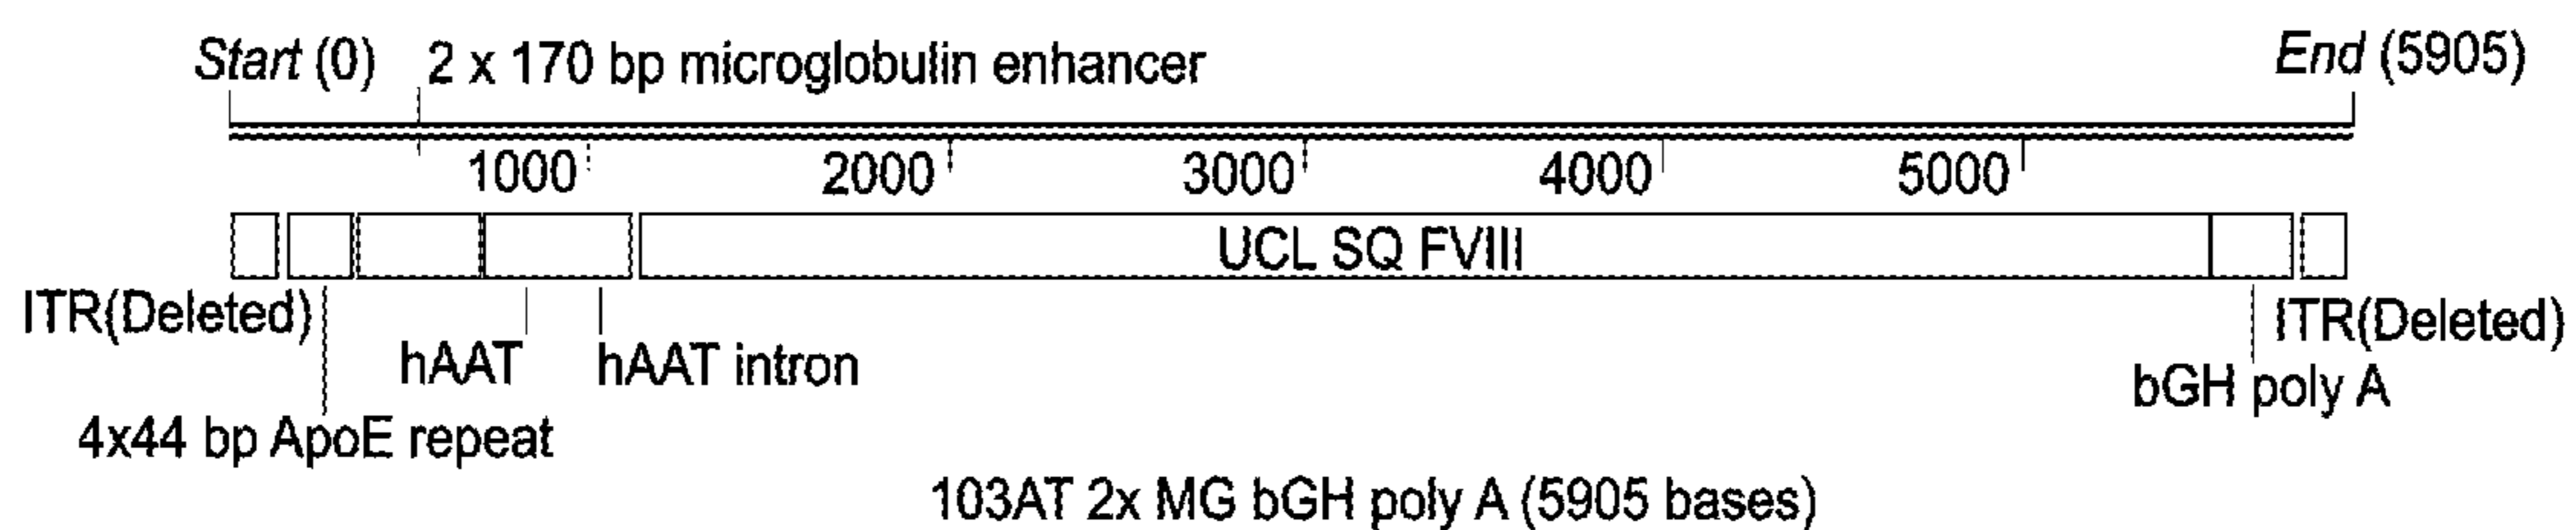 Start (0)
2 x 170 bp microglobulin enhancer
End (5905)
1000
2000
3000
4000
5000
UCL SQ FVIII
ITR(Deleted)
hAAT
hAAT intron
ITR(Deleted)
bGH poly A
4x44 bp ApoE repeat
103AT 2x MG bGH poly A (5905 bases)